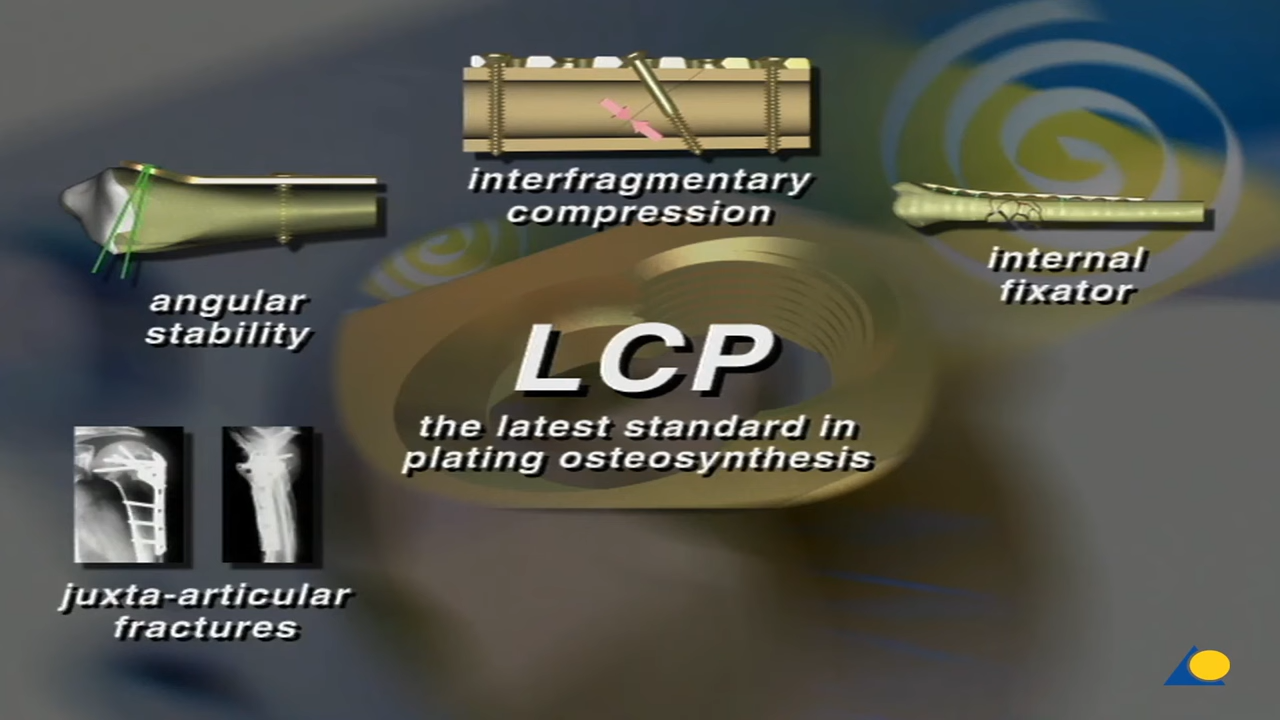 interfragmentary
compression
angular
stability
internal
fixator
LCP
the latest standard in
plating osteosynthesis
juxta-articular
fractures